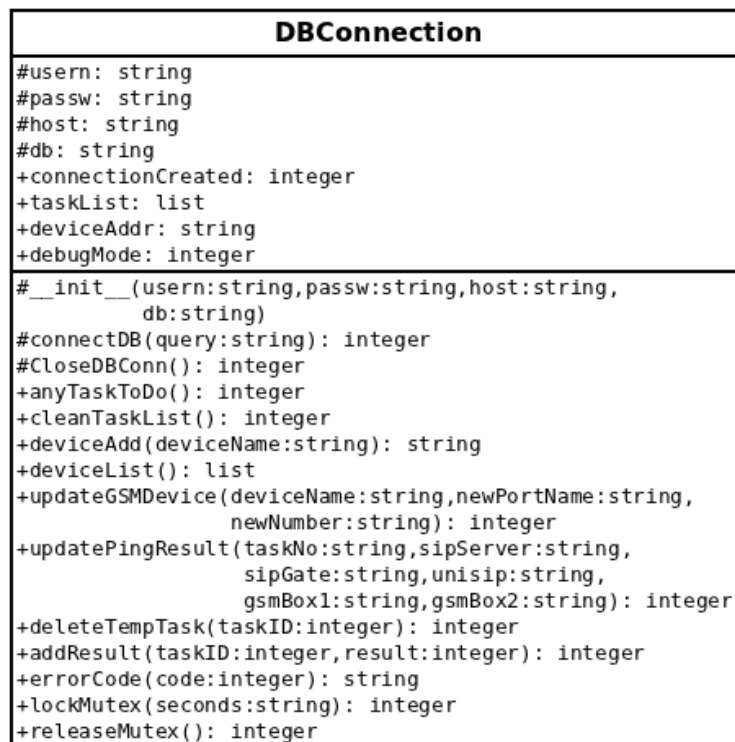 DBConnection
#usern: string
#passw: string
#host: string
#db: string
+connectionCreated: integer
+taskList: list
+deviceAddr: string
+debugMode: integer
#__init__(usern:string,passw:string,host:string,
db:string)
#connectDB(query:string): integer
#CloseDBConn(): integer
+anyTaskToDo(): integer
+cleanTaskList(): integer
+deviceAdd(deviceName:string): string
+deviceList(): list
+updateGSMDevice(deviceName:string,newPortName:string,
newNumber:string): integer
+updatePingResult(taskNo:string,sipServer:string,
sipGate:string,unisip:string,
gsmBox1:string,gsmBox2:string): integer
+deleteTempTask(taskID:integer): integer
+addResult(taskID:integer,result:integer): integer
+errorCode(code:integer): string
+lockMutex(seconds:string): integer
+releaseMutex(): integer